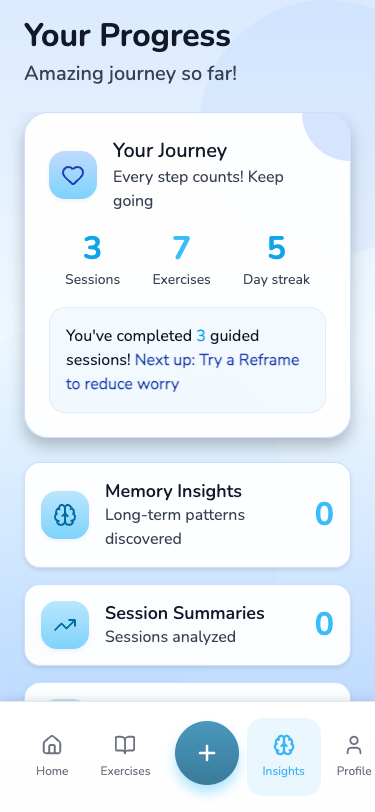 Your Progress
Amazing journey so far!
Your Journey
Every step counts! Keep
going
3 7 5
Sessions Exercises Day streak
You've completed 3 guided
sessions! Next up: Try a Reframe
to reduce worry
Memory Insights
Long-term patterns
discovered
0
Session Summaries
Sessions analyzed
0
Home Exercises Insights Profile